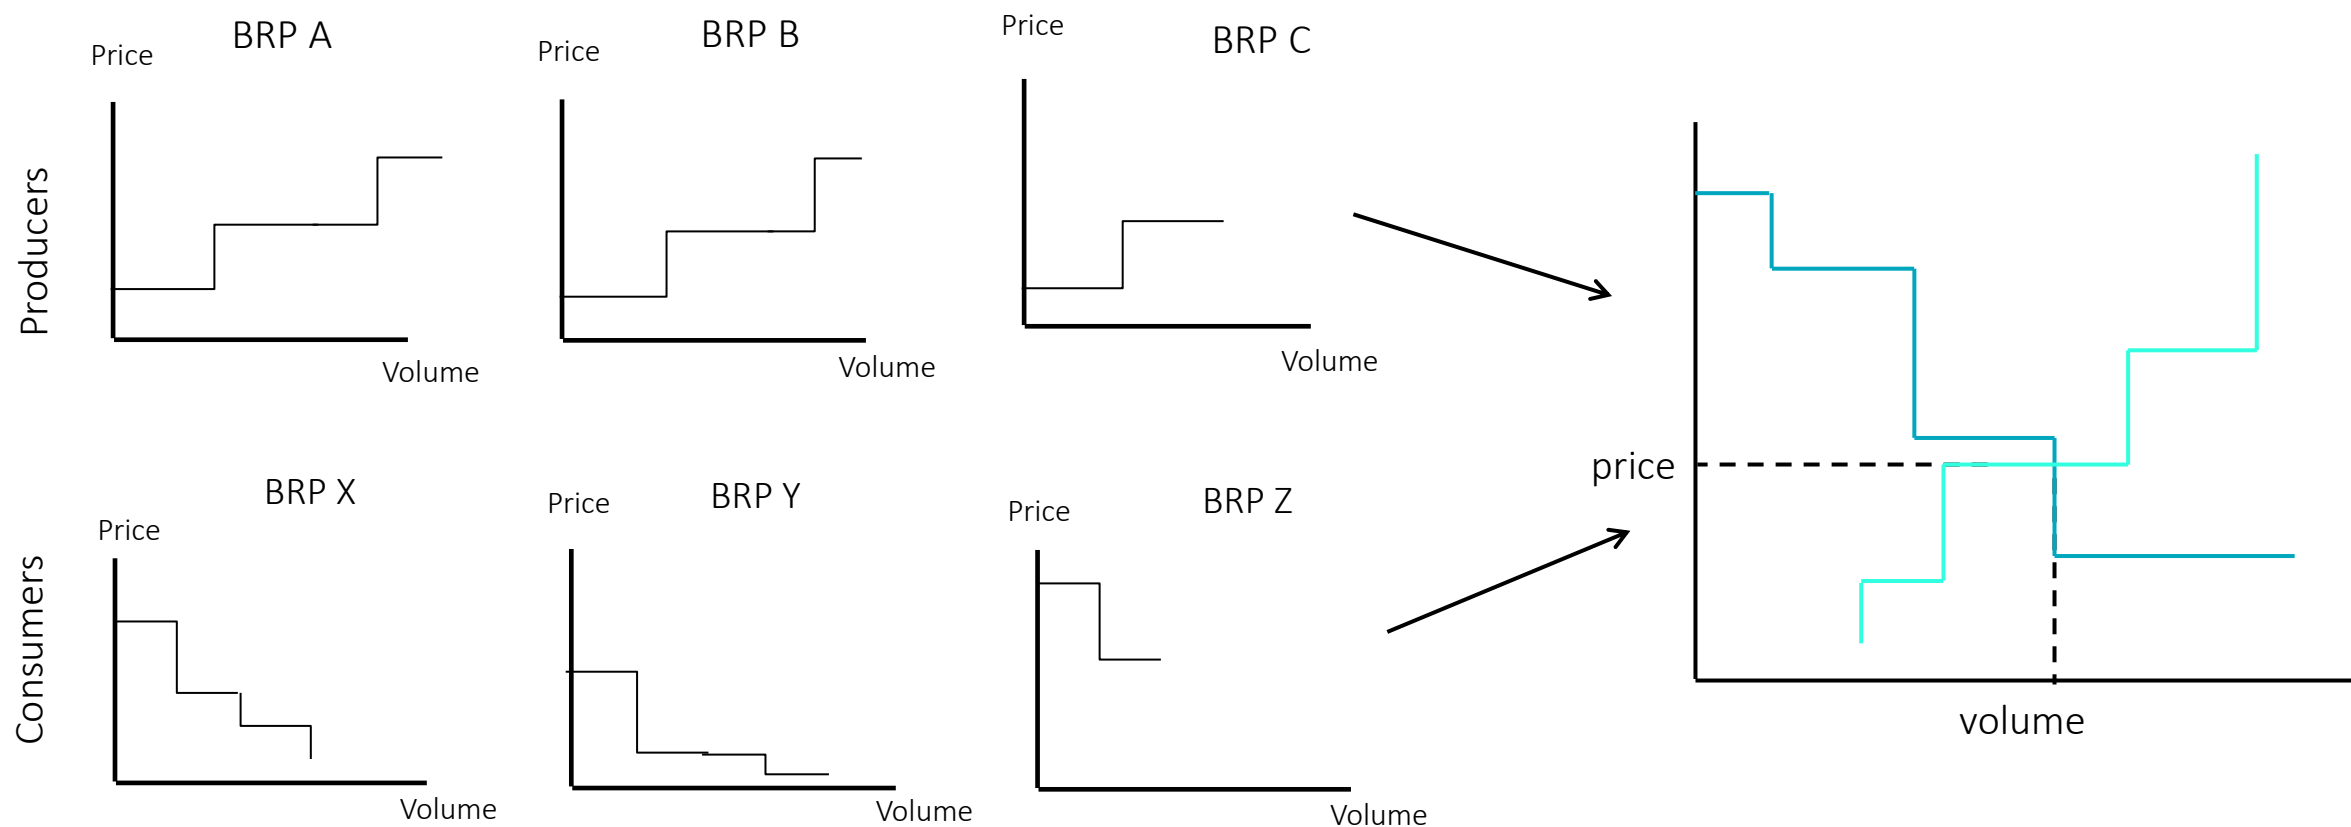 BRP A
Price
Volume
BRP B
Price
Volume
BRP C
Price
Volume
Producers
BRP X
Price
Volume
BRP Y
Price
Volume
BRP Z
Price
Volume
Consumers
price
volume